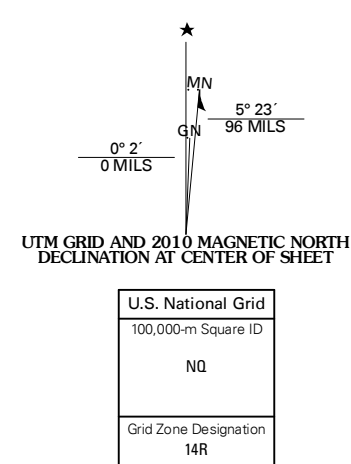 MN
GN
5° 23´
96 MILS
0° 2´
0 MILS
UTM GRID AND 2010 MAGNETIC NORTH
DECLINATION AT CENTER OF SHEET
U.S. National Grid
100,000-m Square ID
NQ
Grid Zone Designation
14R